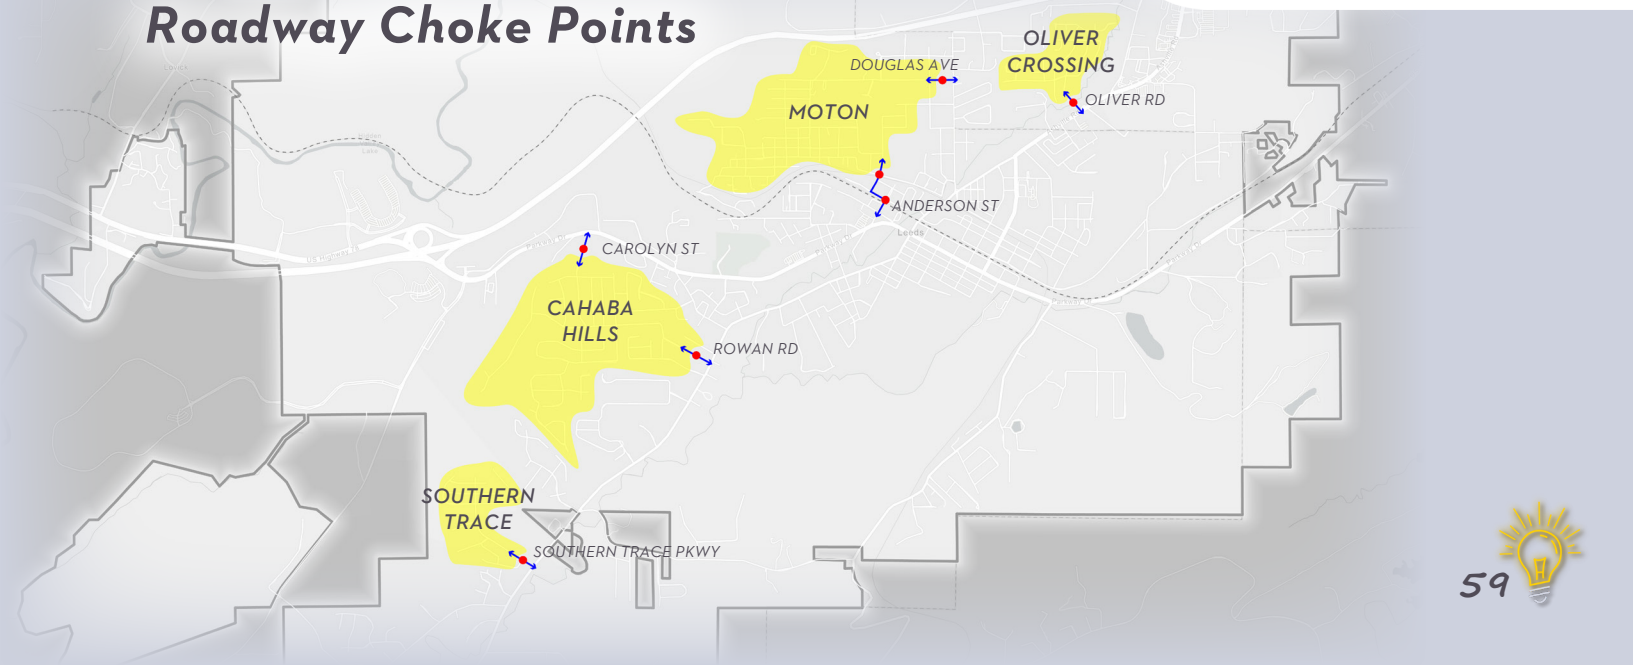 Roadway Choke Points
OLIVER
CROSSING
DOUGLAS AVE
OLIVER RD
MOTON
ANDERSON ST
Leeds
CAROLYN ST
CAHABA
HILLS
ROWAN RD
SOUTHERN
TRACE
SOUTHERN TRACE PKWY
59